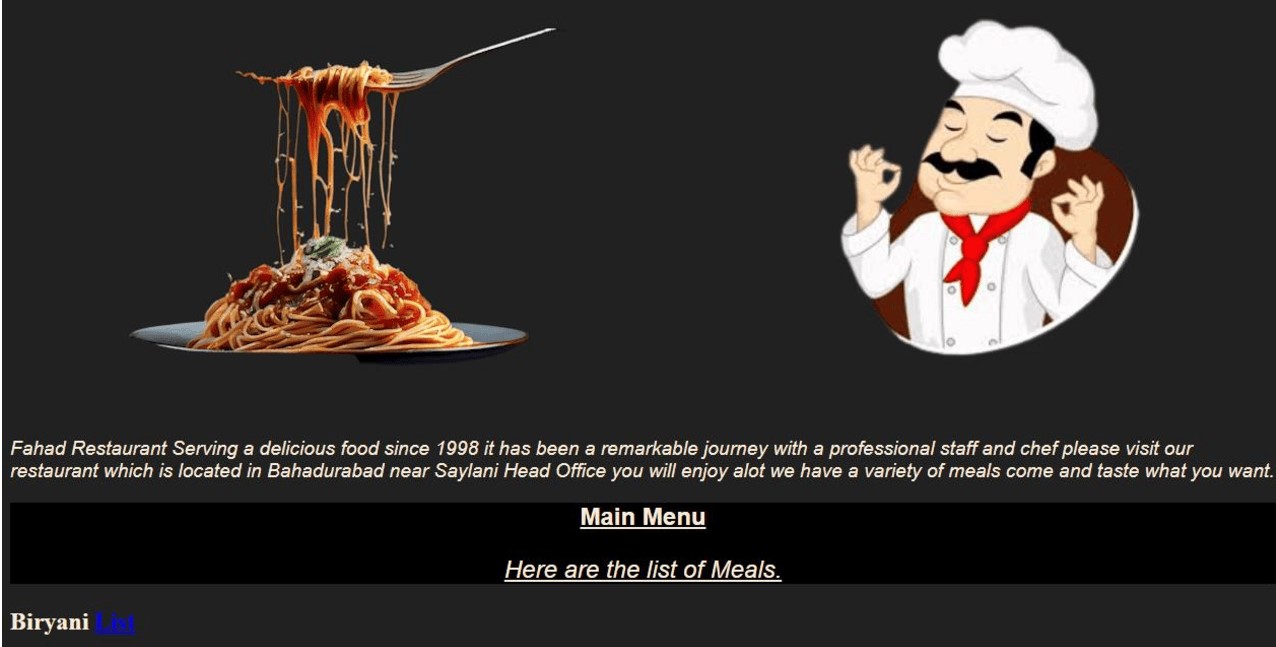 Fahad Restaurant Serving a delicious food since 1998 it has been a remarkable journey with a professional staff and chef please visit our
restaurant which is located in Bahadurabad near Saylani Head Office you will enjoy alot we have a variety of meals come and taste what you want.
Main Menu
Here are the list of Meals.
Biryani List